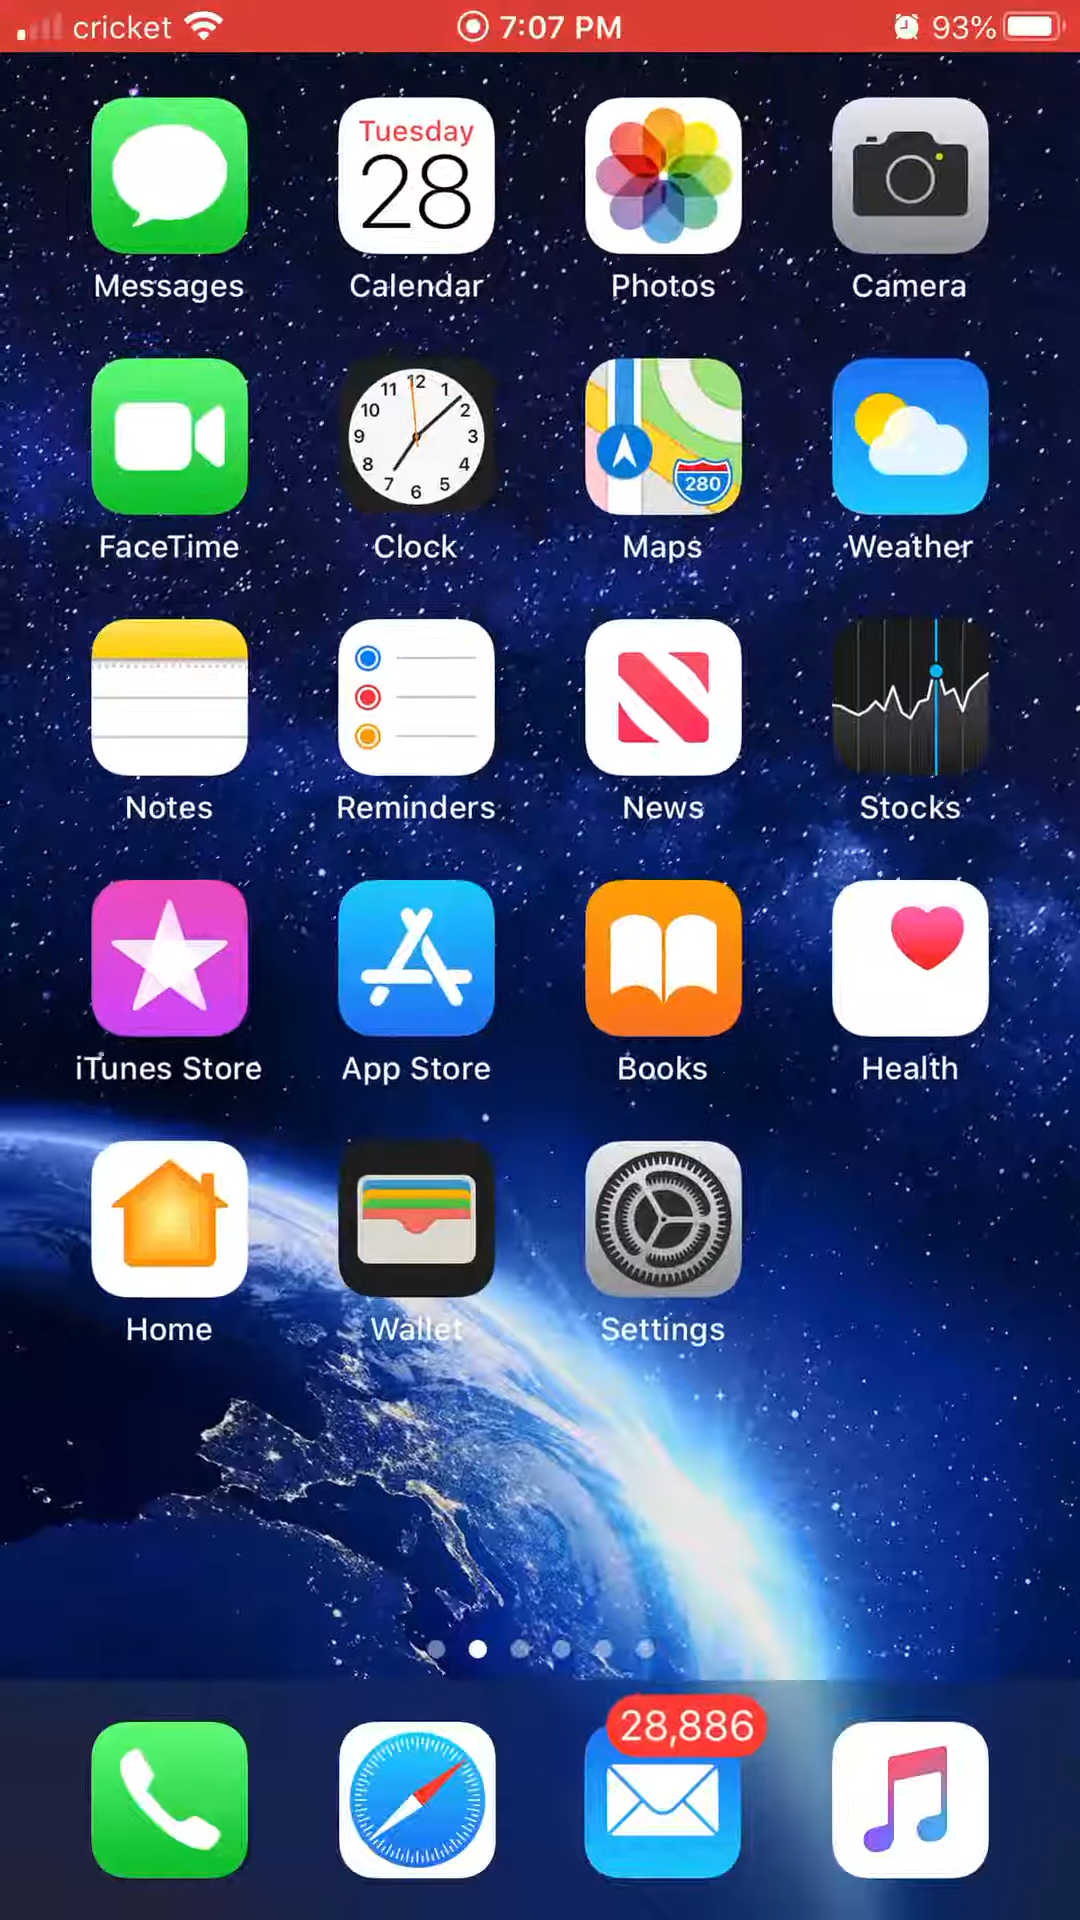 cricket 7:07 PM 93%
Tuesday
28
Messages Calendar Photos Camera
12
11 1
10 2
9 3
8 4
7 5
6
280
FaceTime Clock Maps Weather
Notes Reminders News Stocks
iTunes Store App Store Books Health
Home Wallet Settings
28,886